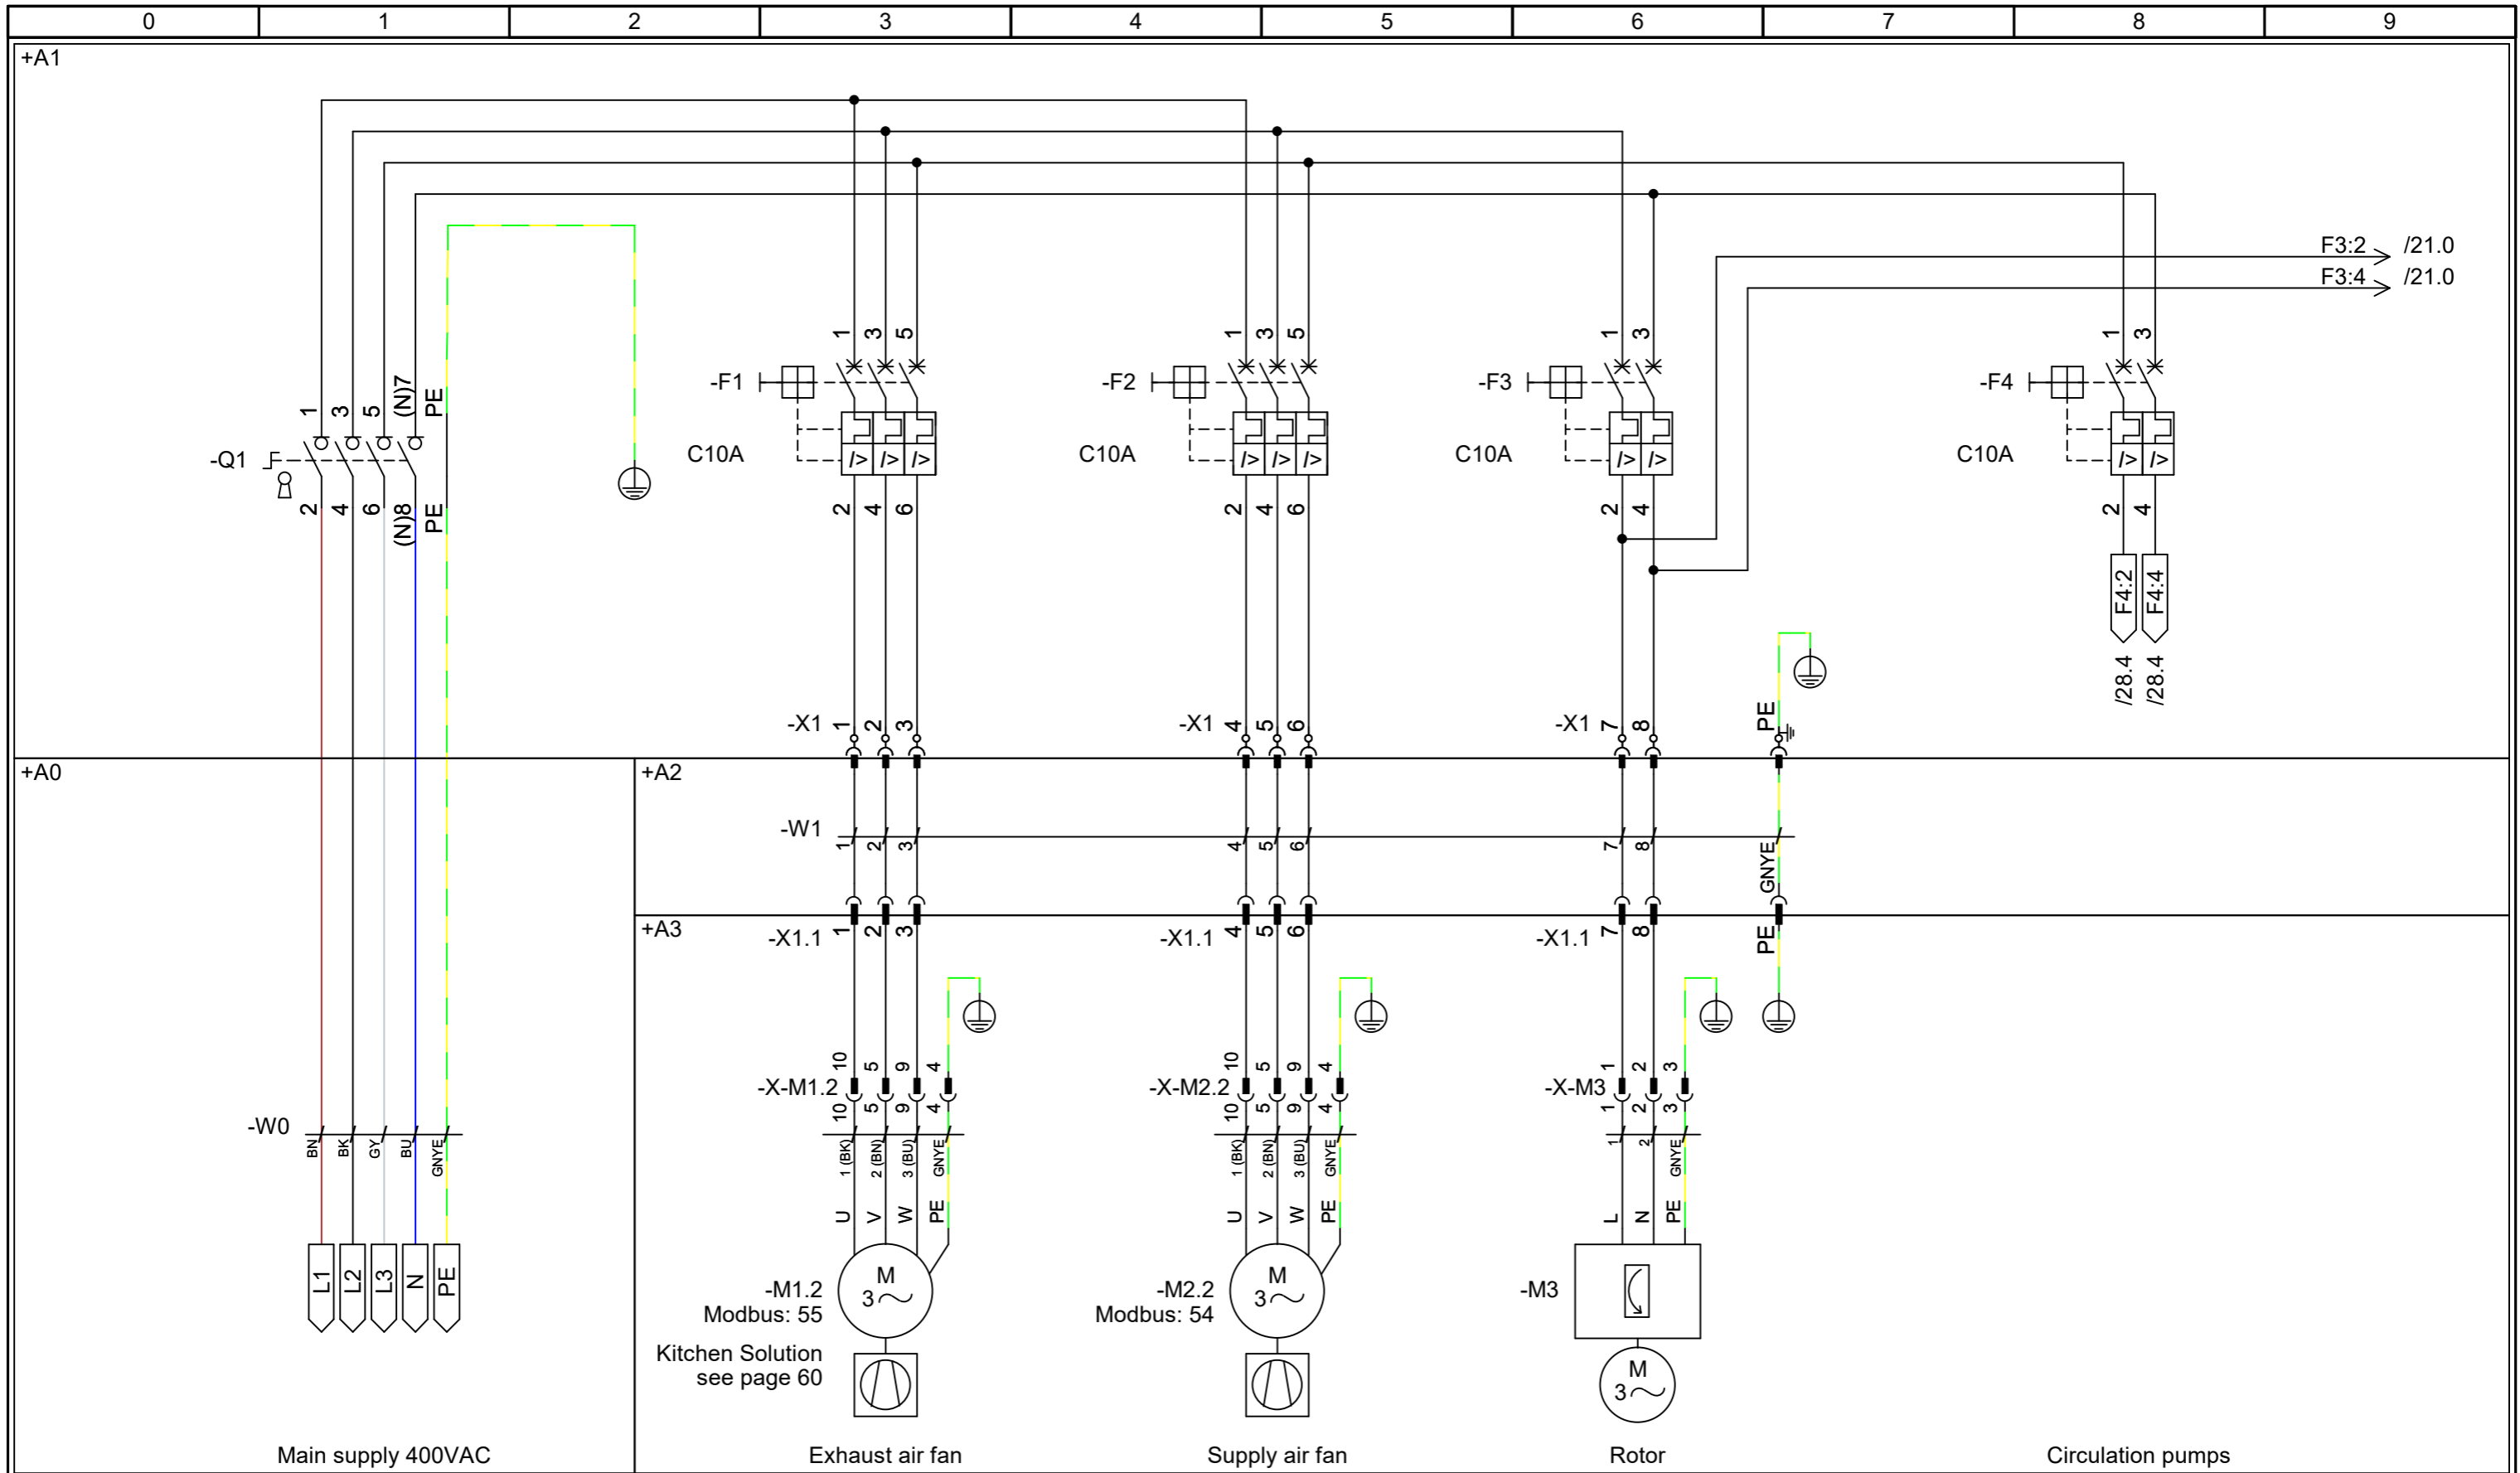 0 1 2 3 4 5 6 7 8 9
+A1
F3:2 /21.0
F3:4 /21.0
1 3 5 (N)7 PE
-Q1
2 4 6 (N)8 PE
1 3 5
-F1
C10A
I> I> I>
2 4 6
1 3 5
-F2
C10A
I> I> I>
2 4 6
1 3
-F3
C10A
I> I>
2 4
1 3
-F4
C10A
I> I>
2 4
F4:2 F4:4
/28.4 /28.4
-X1 1 2 3
-X1 4 5 6
-X1 7 8 PE
+A0
+A2
-W1 1 2 3 4 5 6 7 8 GNYE
+A3
-X1.1 1 2 3
-X1.1 4 5 6
-X1.1 7 8 PE
10 5 9 4
-X-M1.2
10 5 9 4
10 5 9 4
-X-M2.2
10 5 9 4
1 2 3
-X-M3
1 2 3
-W0
BN BK GY BU GNYE
1 (BK) 2 (BN) 3 (BU) GNYE
1 (BK) 2 (BN) 3 (BU) GNYE
1 2 GNYE
U V W PE
U V W PE
L N PE
L1 L2 L3 N PE
M
3
-M1.2
Modbus: 55
Kitchen Solution
see page 60
M
3
-M2.2
Modbus: 54
-M3
M
3
Main supply 400VAC
Exhaust air fan
Supply air fan
Rotor
Circulation pumps